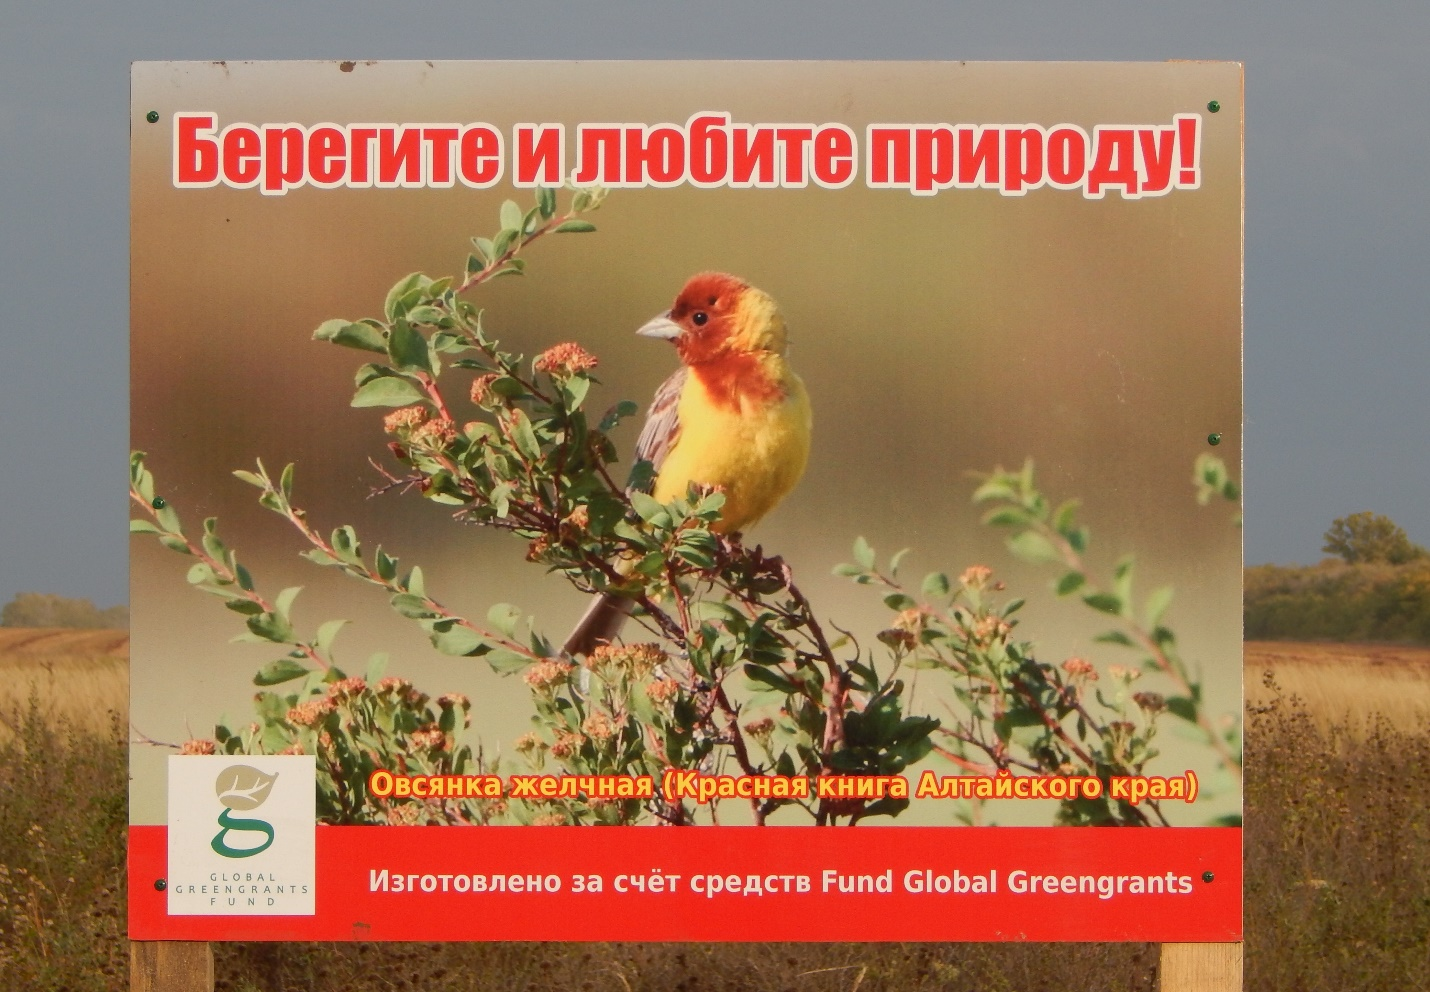 Берегите и любите природу!
Овсянка желчная (Красная книга Алтайского края)
Изготовлено за счёт средств Fund Global Greengrants
GLOBAL
GREENGRANTS
FUND